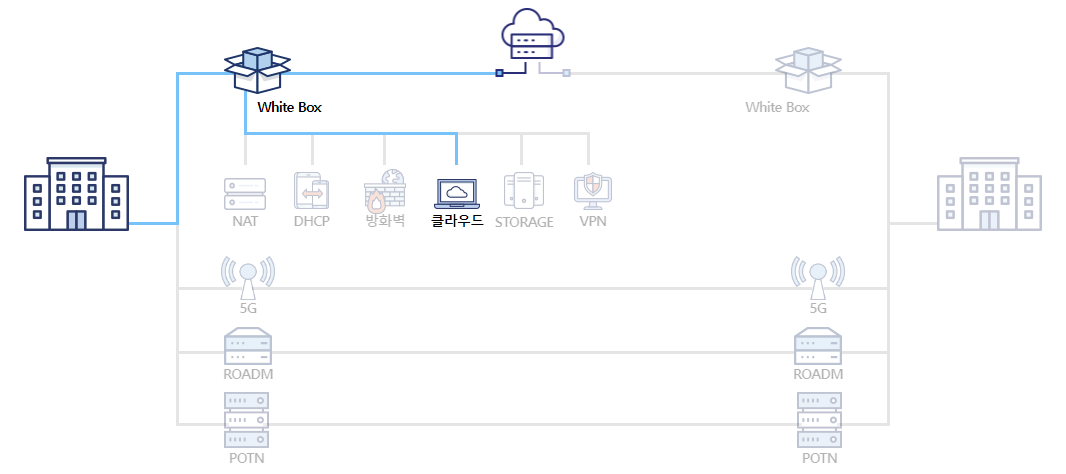 White Box
White Box
NAT
DHCP
방화벽
클라우드
STORAGE
VPN
5G
5G
ROADM
ROADM
POTN
POTN